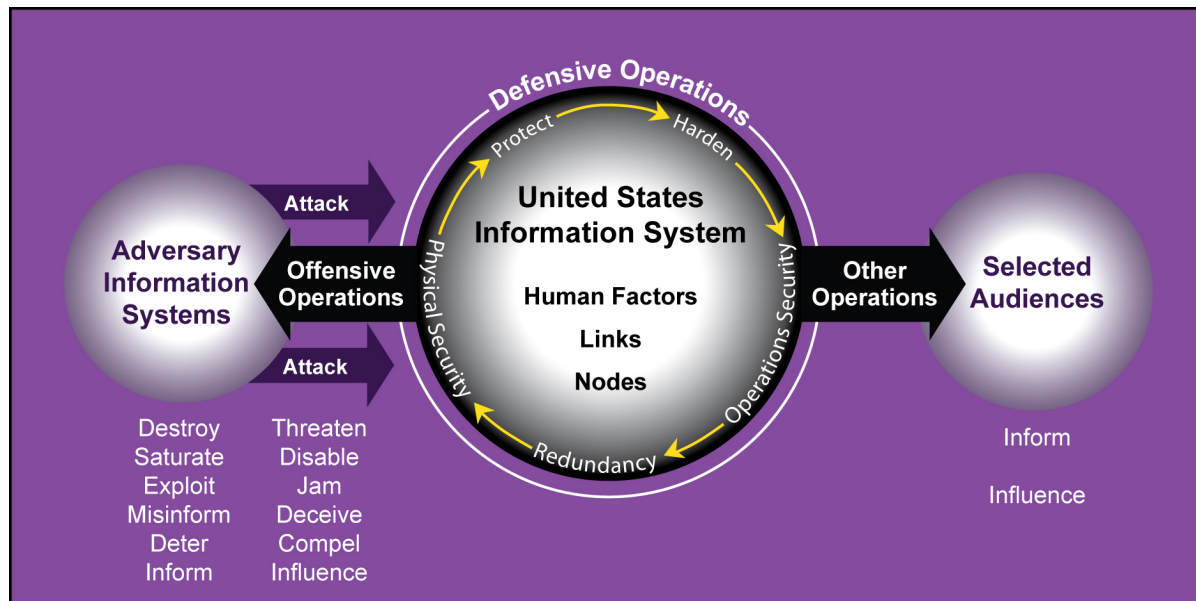 Defensive Operations
Protect
Harden
Operations Security
Redundancy
Physical Security
United States
Information System
Human Factors
Links
Nodes
Adversary
Information
Systems
Attack
Offensive
Operations
Attack
Other
Operations
Selected
Audiences
Destroy
Saturate
Exploit
Misinform
Deter
Inform
Threaten
Disable
Jam
Deceive
Compel
Influence
Inform
Influence